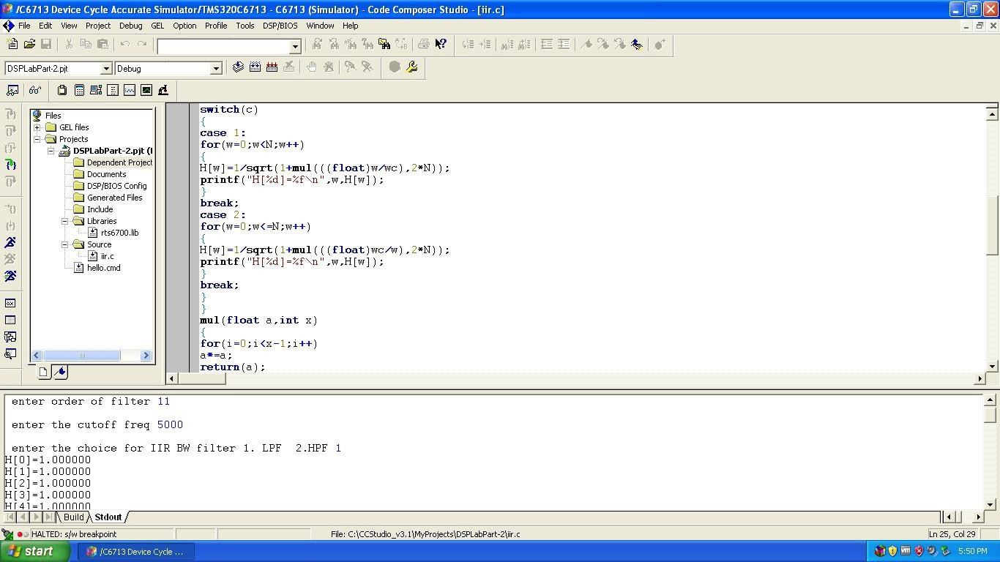 /C6713 Device Cycle Accurate Simulator/TMS320C6713 - C6713 (Simulator) - Code Composer Studio - [iir.c]
File Edit View Project Debug GEL Option Profile Tools DSP/BIOS Window Help
DSPLabPart-2.pjt Debug
Files
GEL files
Projects
DSPLabPart-2.pjt (I
Dependent Project
Documents
DSP/BIOS Config
Generated Files
Include
Libraries
rts6700.lib
Source
iir.c
hello.cmd
switch(c)
{
case 1:
for(w=0;w<N;w++)
{
H[w]=1/sqrt(1+mul(((float)w/wc),2*N));
printf("H[%d]=%f\n",w,H[w]);
}
break;
case 2:
for(w=0;w<=N;w++)
{
H[w]=1/sqrt(1+mul(((float)wc/w),2*N));
printf("H[%d]=%f\n",w,H[w]);
}
break;
}
}
mul(float a,int x)
{
for(i=0;i<x-1;i++)
a*=a;
return(a);
enter order of filter 11
enter the cutoff freq 5000
enter the choice for IIR BW filter 1. LPF 2.HPF 1
H[0]=1.000000
H[1]=1.000000
H[2]=1.000000
H[3]=1.000000
H[4]=1.000000
Build Stdout
HALTED: s/w breakpoint
File: C:\CCStudio_v3.1\MyProjects\DSPLabPart-2\iir.c
Ln 25, Col 29
start
/C6713 Device Cycle ...
5:50 PM